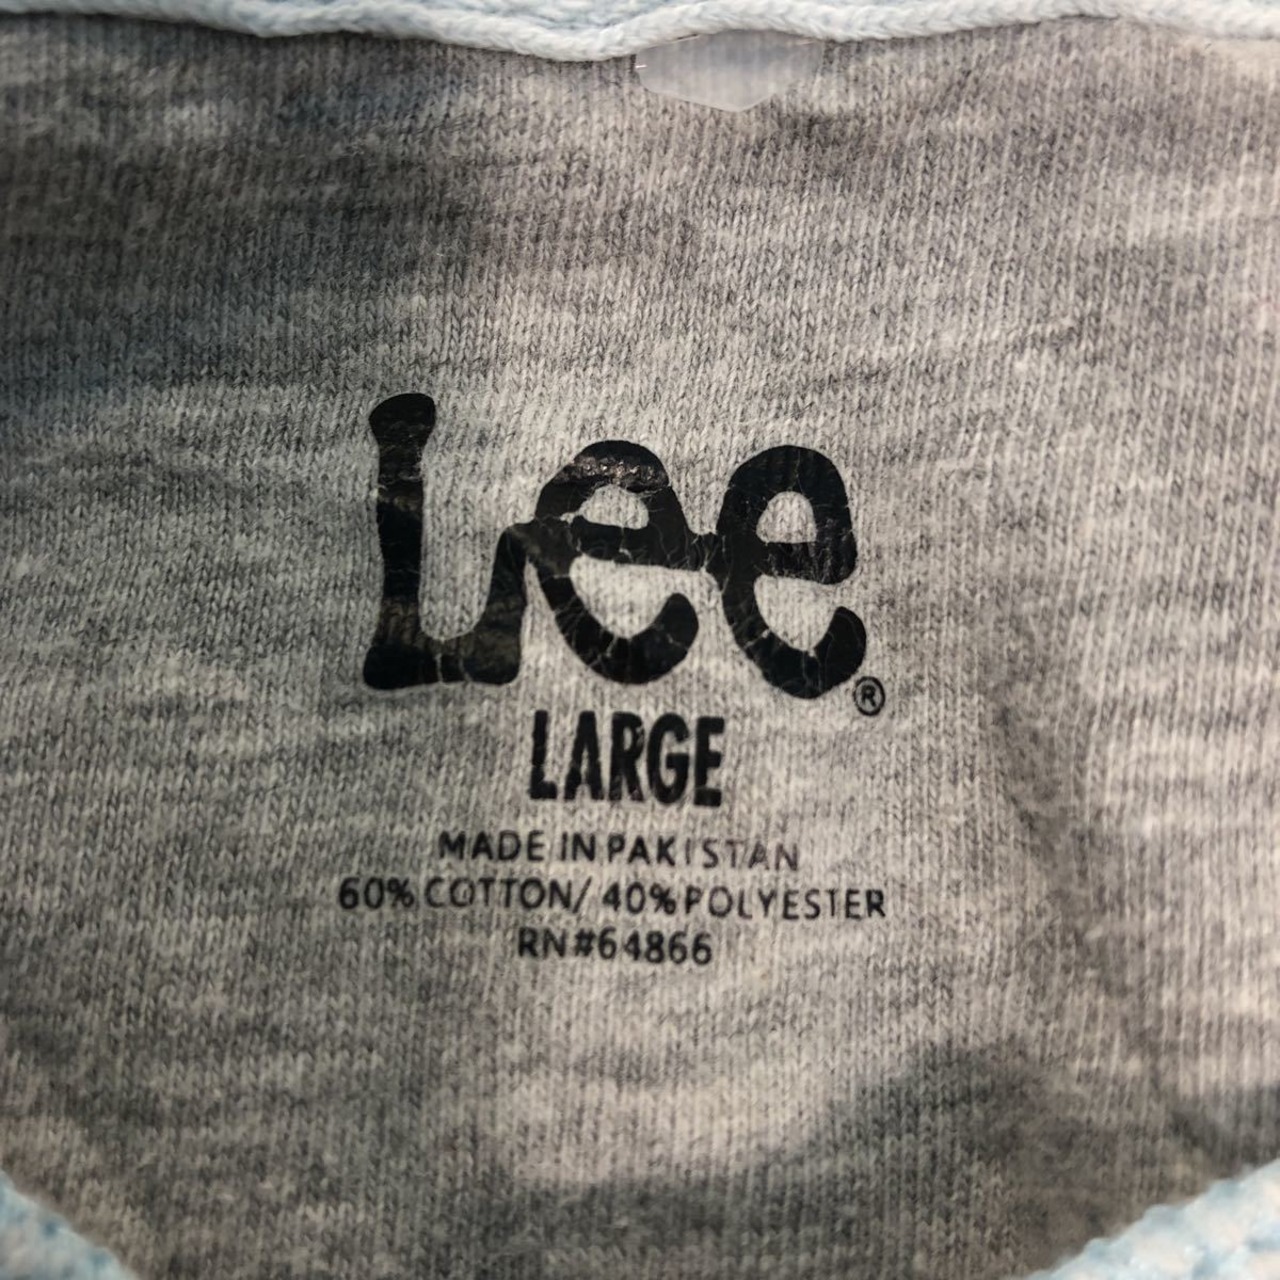 Lee®
LARGE
MADE IN PAKISTAN
60% COTTON/ 40% POLYESTER
RN#64866